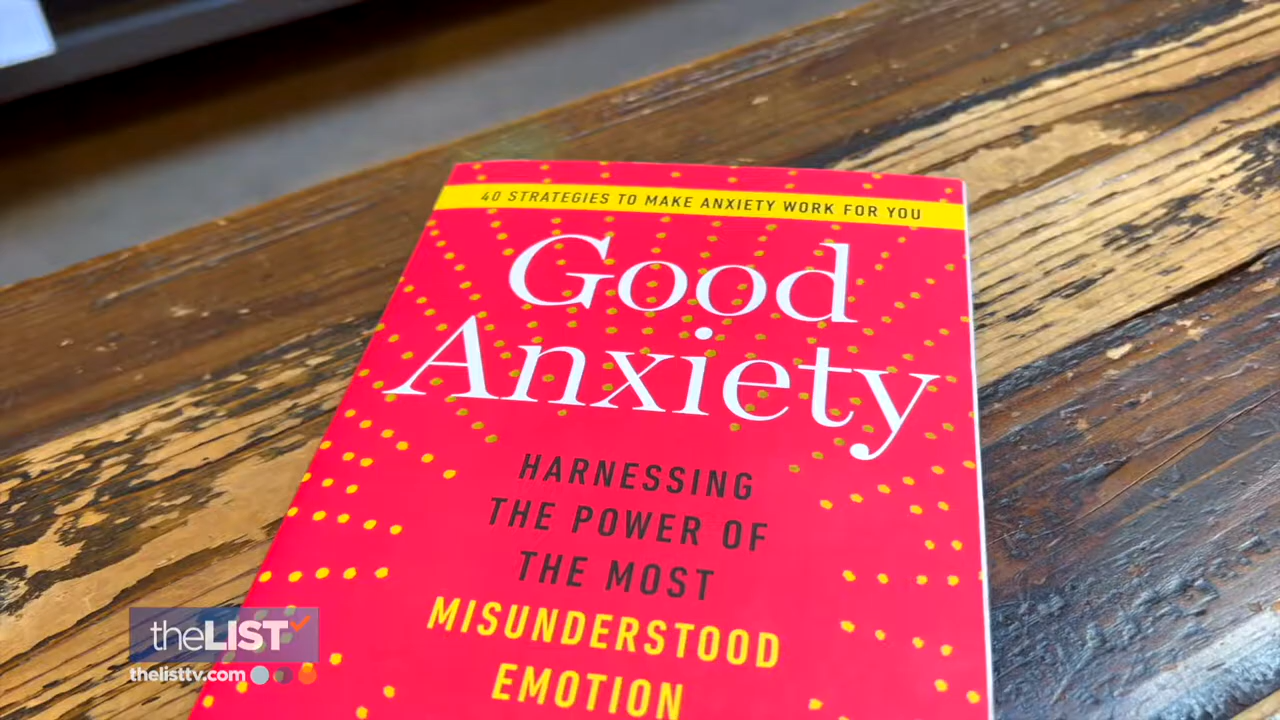 40 STRATEGIES TO MAKE ANXIETY WORK FOR YOU
Good
Anxiety
HARNESSING
THE POWER OF
THE MOST
MISUNDERSTOOD
EMOTION
theLIST
thelisttv.com